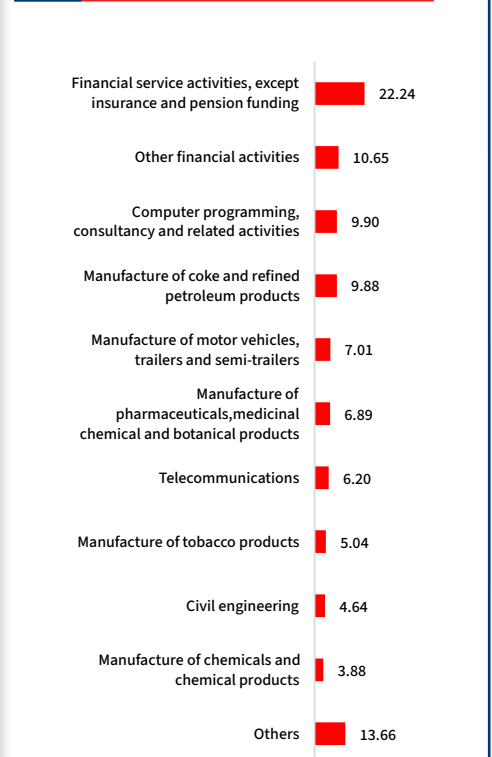 Financial service activities, except
insurance and pension funding
22.24
Other financial activities
10.65
Computer programming,
consultancy and related activities
9.90
Manufacture of coke and refined
petroleum products
9.88
Manufacture of motor vehicles,
trailers and semi-trailers
7.01
Manufacture of
pharmaceuticals,medicinal
chemical and botanical products
6.89
Telecommunications
6.20
Manufacture of tobacco products
5.04
Civil engineering
4.64
Manufacture of chemicals and
chemical products
3.88
Others
13.66